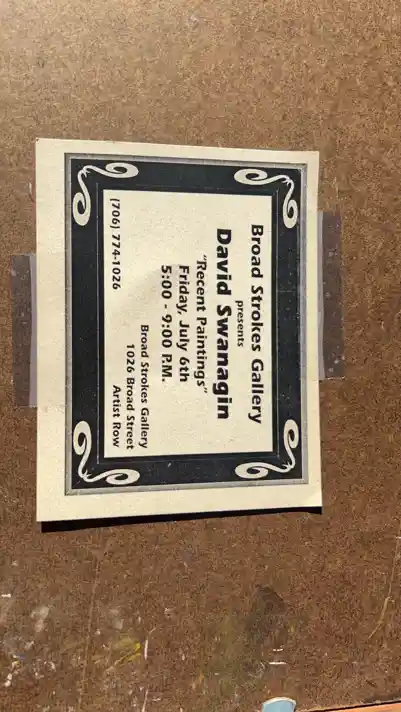 Broad Strokes Gallery
presents
David Swanagin
"Recent Paintings"
Friday, July 6th
5:00 - 9:00 P.M.
Broad Strokes Gallery
1026 Broad Street
(706) 774-1026 Artist Row